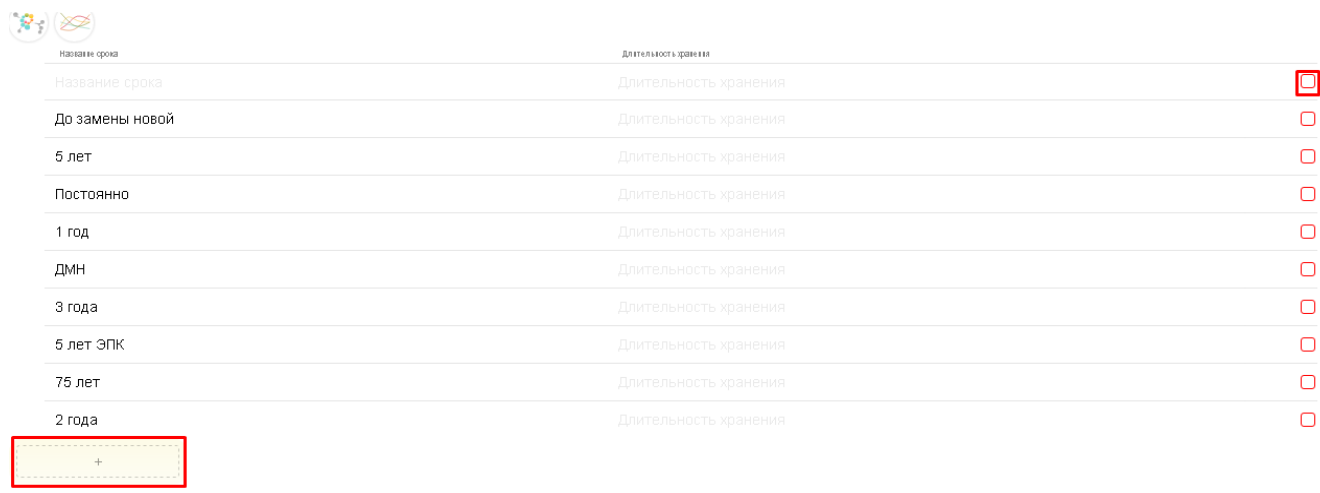 Название срока Длительность хранения
Название срока Длительность хранения
До замены новой Длительность хранения
5 лет Длительность хранения
Постоянно Длительность хранения
1 год Длительность хранения
ДМН Длительность хранения
3 года Длительность хранения
5 лет ЭПК Длительность хранения
75 лет Длительность хранения
2 года Длительность хранения
+